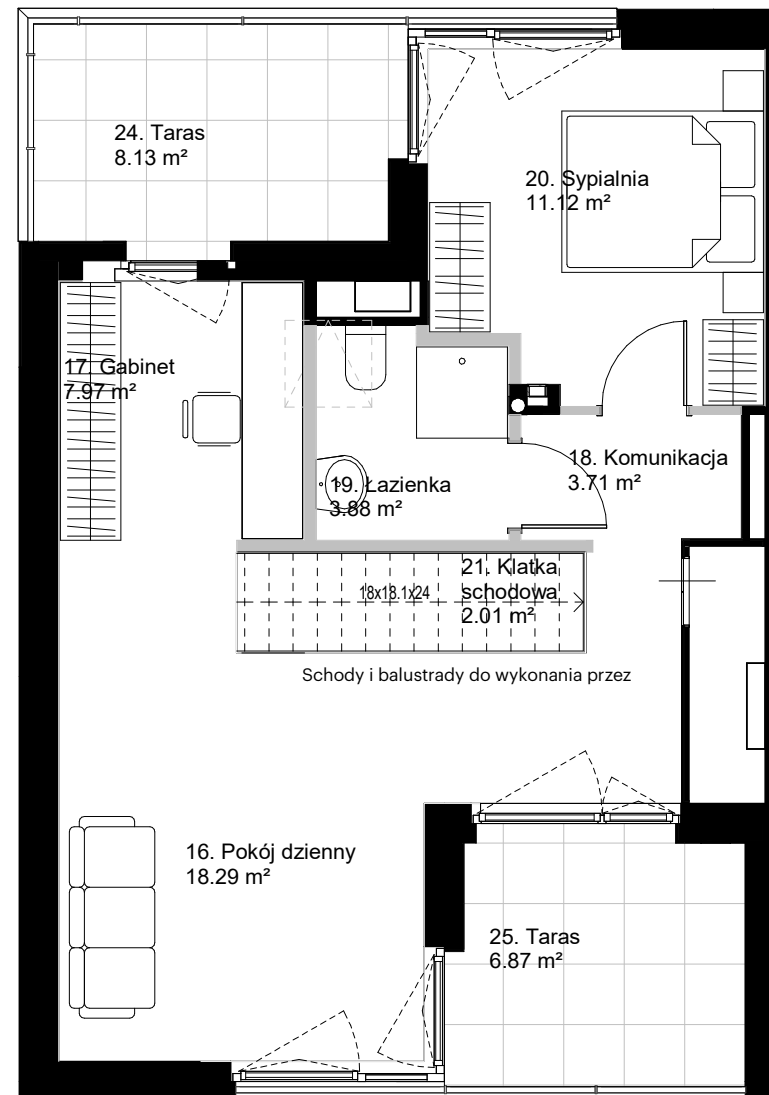 24. Taras
8.13 m²
20. Sypialnia
11.12 m²
17. Gabinet
7.97 m²
18. Komunikacja
3.71 m²
19. Łazienka
3.88 m²
21. Klatka
schodowa
2.01 m²
18x18.1x24
Schody i balustrady do wykonania przez
16. Pokój dzienny
18.29 m²
25. Taras
6.87 m²